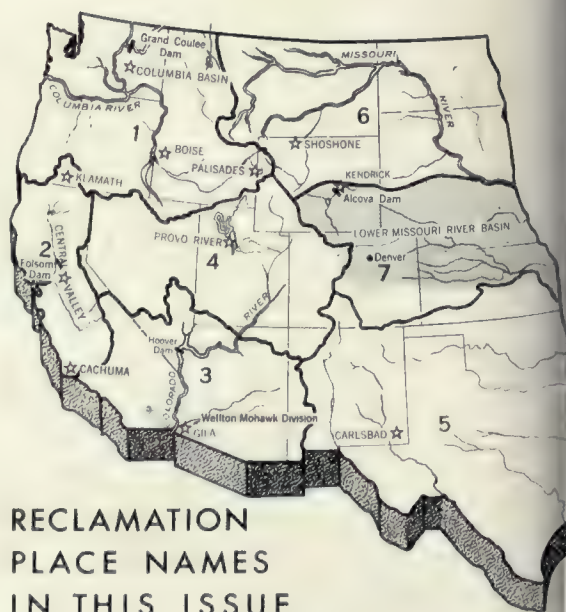 Grand Coulee
Dam
COLUMBIA BASIN
COLUMBIA RIVER
MISSOURI
RIVER
1
6
BOISE
PALISADES
SHOSHONE
KLAMATH
KENDRICK
Alcova Dam
LOWER MISSOURI RIVER BASIN
PROVO RIVER
4
2
Folsom
Dam
CENTRAL
VALLEY
Denver
7
RIVER
Hoover
Dam
3
CACHUMA
COLORADO
Wellton Mohawk Division
GILA
CARLSBAD
5
RECLAMATION
PLACE NAMES
IN THIS ISSUE